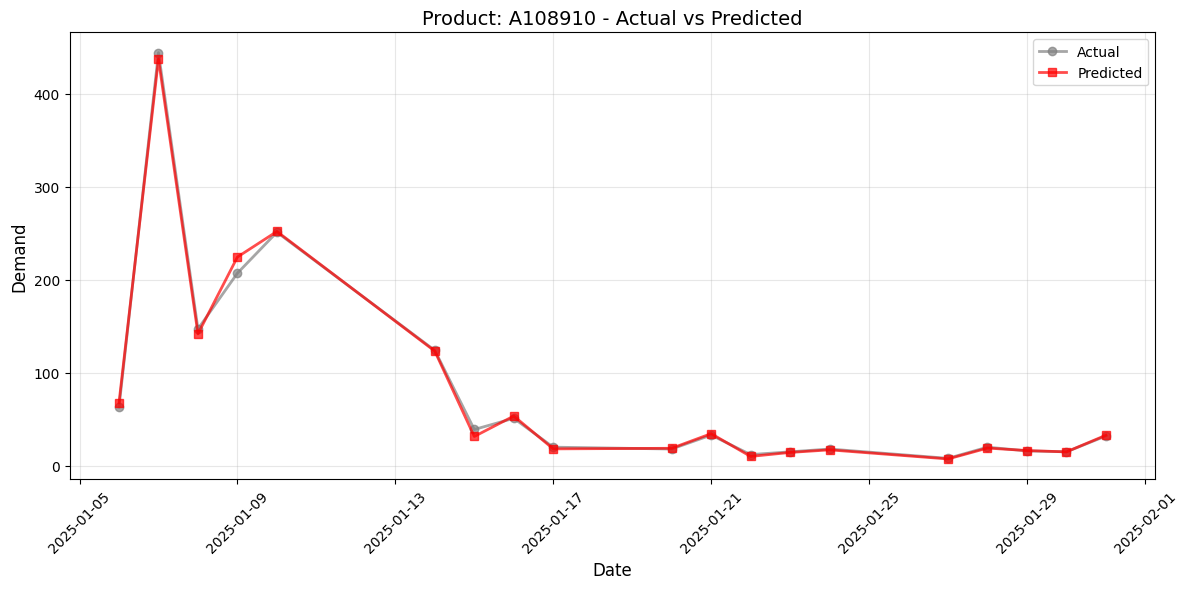 Product: A108910 - Actual vs Predicted
Actual
Predicted
Demand
400
300
200
100
0
2025-01-05
2025-01-09
2025-01-13
2025-01-17
2025-01-21
2025-01-25
2025-01-29
2025-02-01
Date